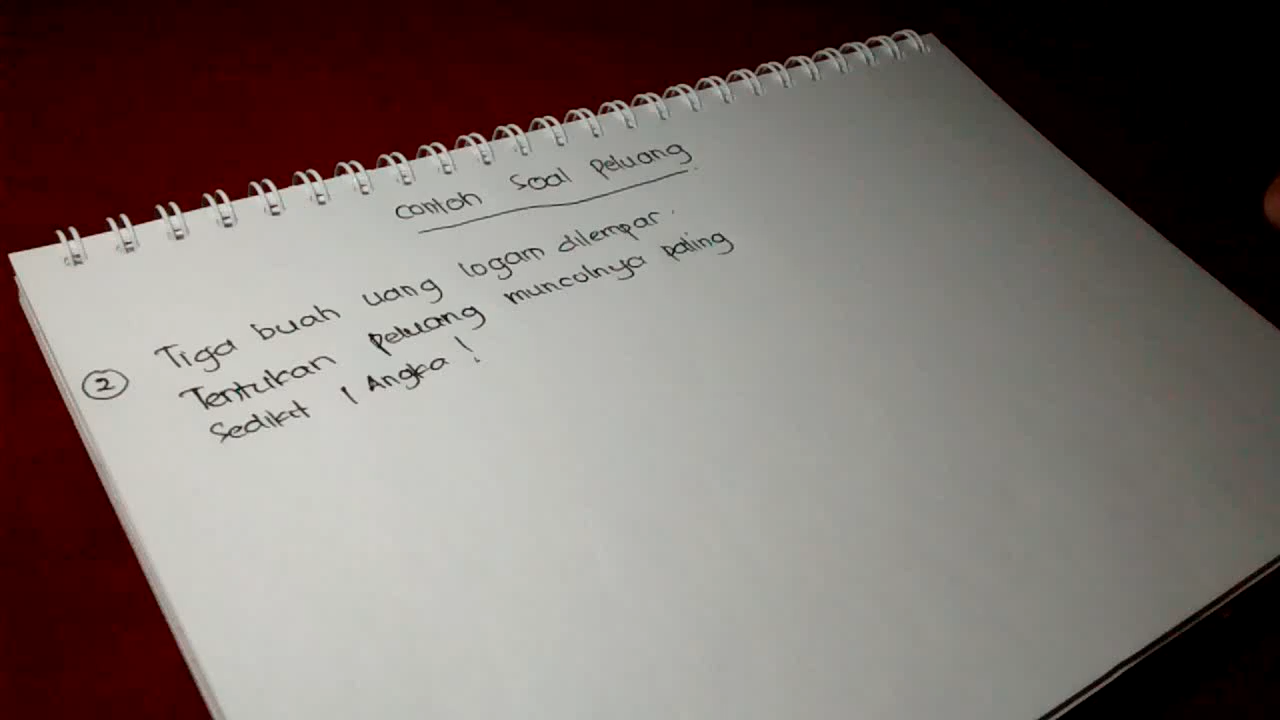 Contoh Soal Peluang
2 Tiga buah uang logam dilempar.
Tentukan peluang muncolnya paling
Sedikit 1 Angka !